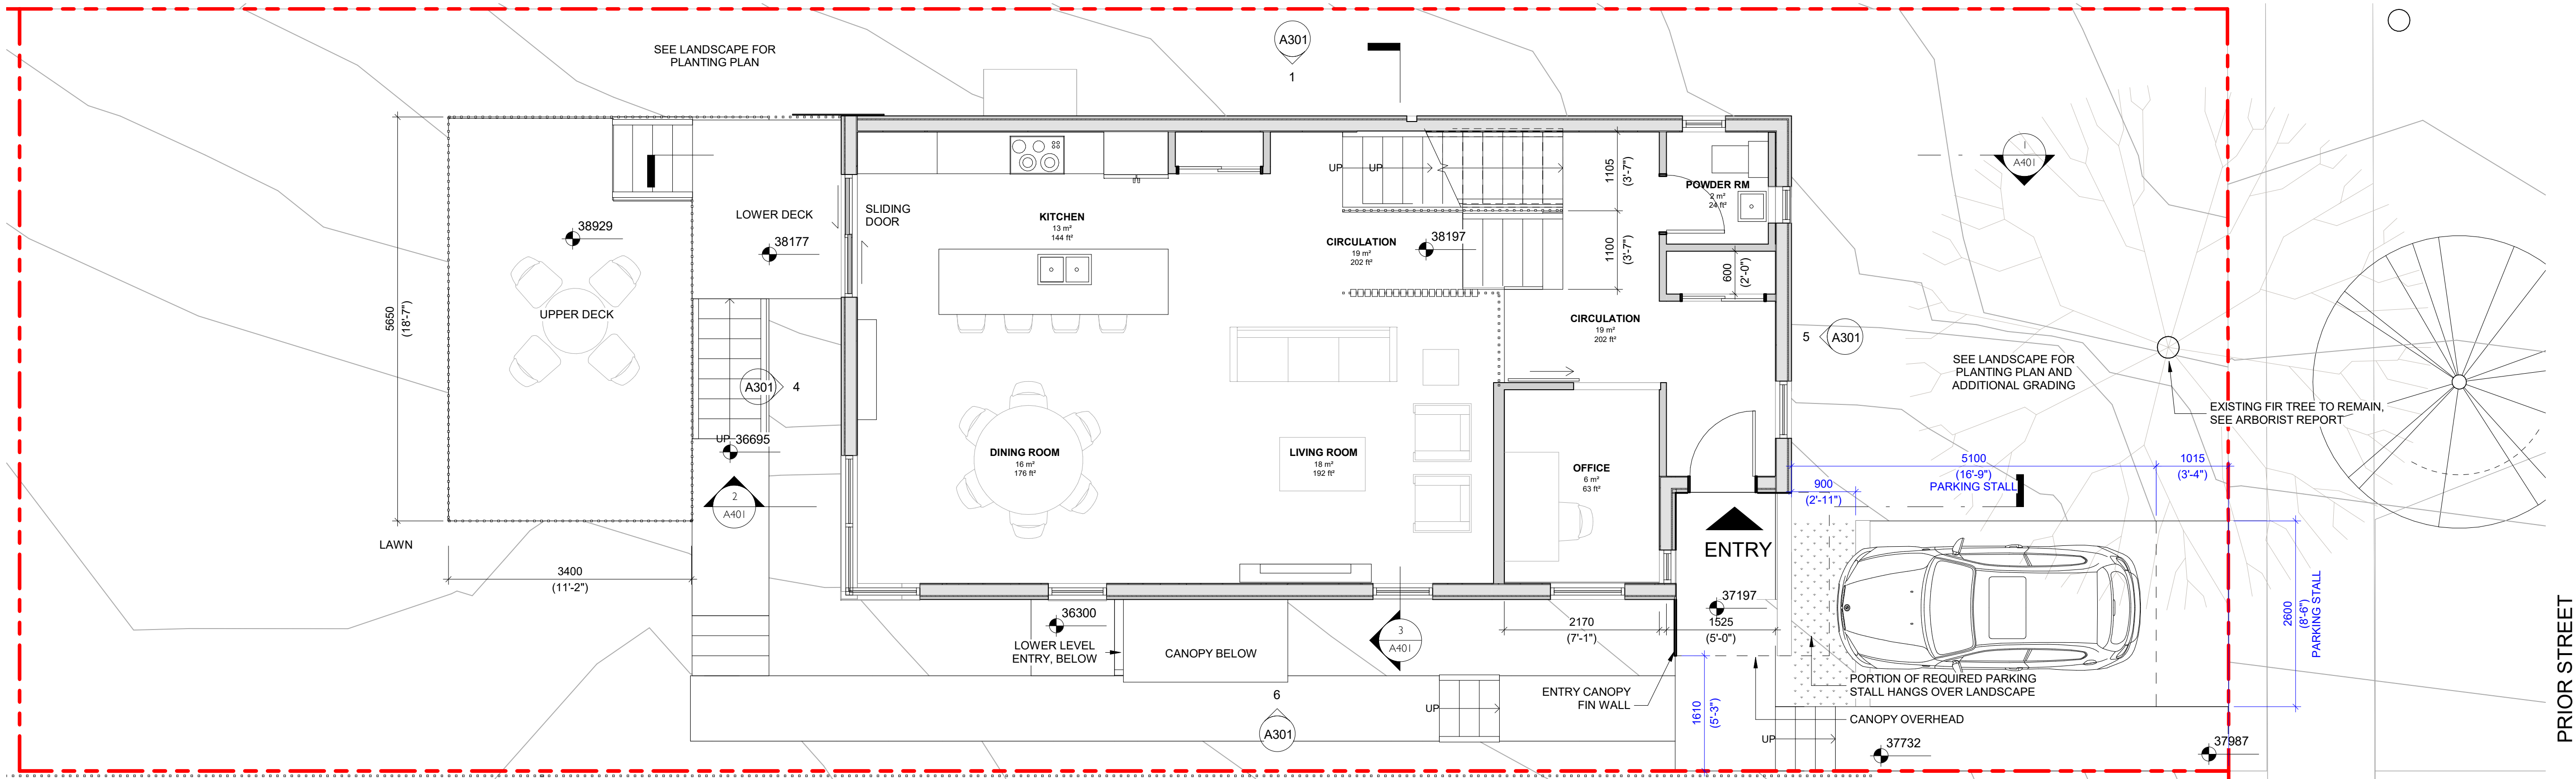 SEE LANDSCAPE FOR
PLANTING PLAN
A301
1
5650
(18'-7")
38929
UPPER DECK
LOWER DECK
38177
SLIDING
DOOR
KITCHEN
13 m²
144 ft²
UP
UP
CIRCULATION
19 m²
202 ft²
38197
1105
(3'-7")
1100
(3'-7")
POWDER RM
2 m²
24 ft²
600
(2'-0")
1
A401
CIRCULATION
19 m²
202 ft²
5
A301
SEE LANDSCAPE FOR
PLANTING PLAN AND
ADDITIONAL GRADING
EXISTING FIR TREE TO REMAIN,
SEE ARBORIST REPORT
A301
4
UP
36695
2
A401
DINING ROOM
16 m²
176 ft²
LIVING ROOM
18 m²
192 ft²
OFFICE
6 m²
63 ft²
5100
(16'-9")
PARKING STALL
1015
(3'-4")
900
(2'-11")
ENTRY
LAWN
3400
(11'-2")
36300
LOWER LEVEL
ENTRY, BELOW
CANOPY BELOW
3
A401
2170
(7'-1")
37197
1525
(5'-0")
2600
(8'-6")
PARKING STALL
PORTION OF REQUIRED PARKING
STALL HANGS OVER LANDSCAPE
ENTRY CANOPY
FIN WALL
1610
(5'-3")
CANOPY OVERHEAD
6
A301
UP
UP
37732
37987
PRIOR STREET